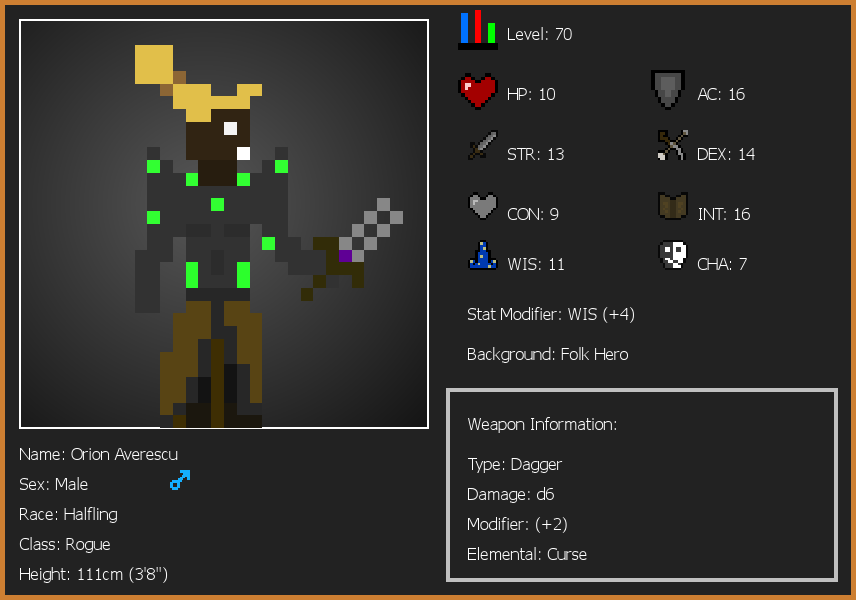 Level: 70
HP: 10
AC: 16
STR: 13
DEX: 14
CON: 9
INT: 16
WIS: 11
CHA: 7
Stat Modifier: WIS (+4)
Background: Folk Hero
Weapon Information:
Type: Dagger
Damage: d6
Modifier: (+2)
Elemental: Curse
Name: Orion Averescu
Sex: Male
Race: Halfling
Class: Rogue
Height: 111cm (3'8")